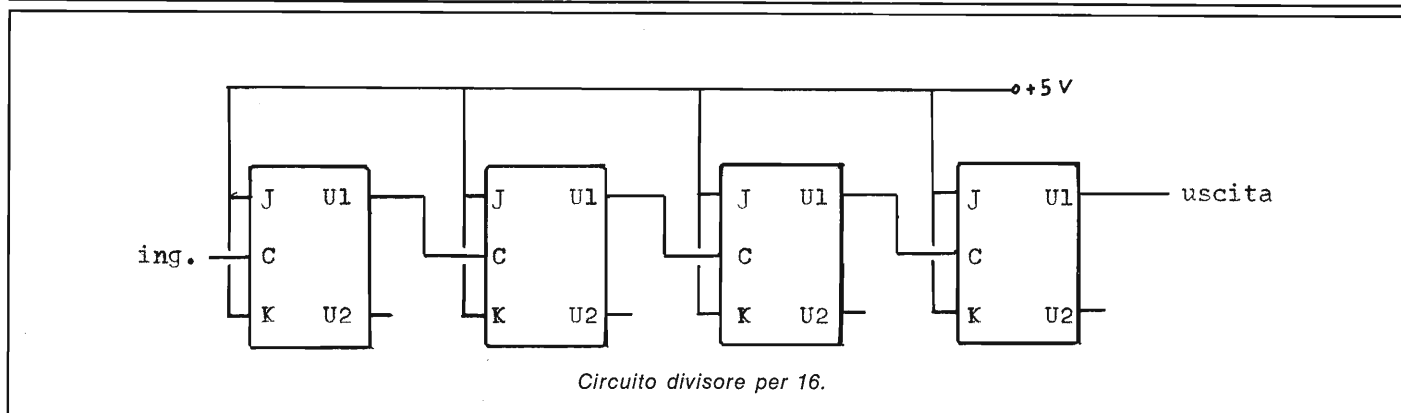 +5 V
J U1 J U1 J U1 J U1 uscita
ing. C C C C
K U2 K U2 K U2 K U2
Circuito divisore per 16.